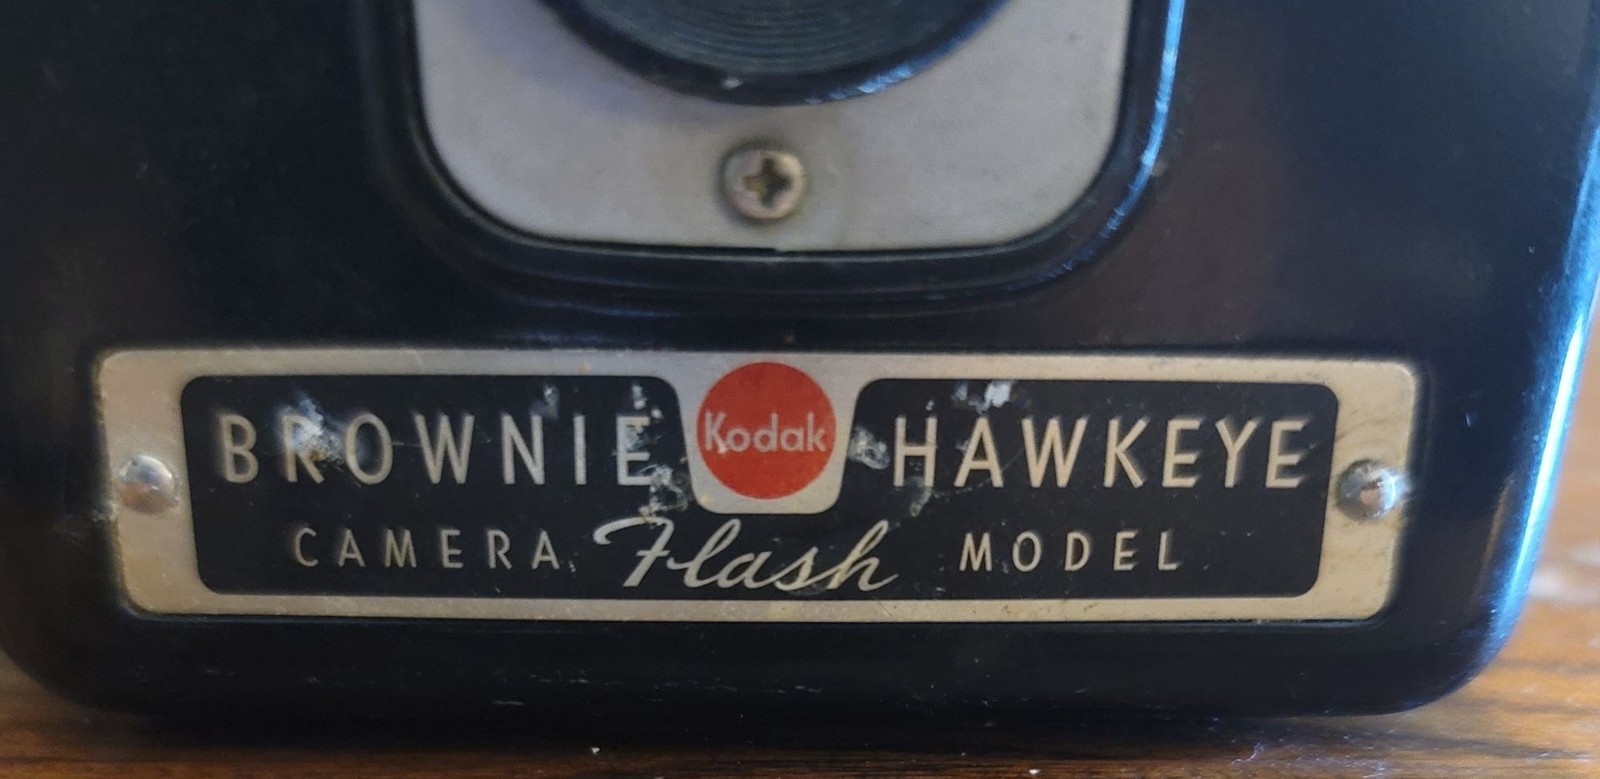 BROWNIE Kodak HAWKEYE
CAMERA Flash MODEL